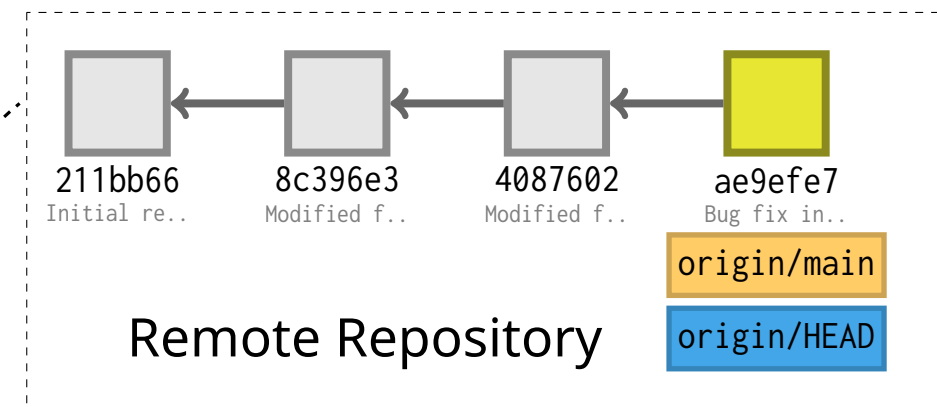 211bb66 8c396e3 4087602 ae9efe7
Initial re.. Modified f.. Modified f.. Bug fix in..
origin/main
Remote Repository
origin/HEAD